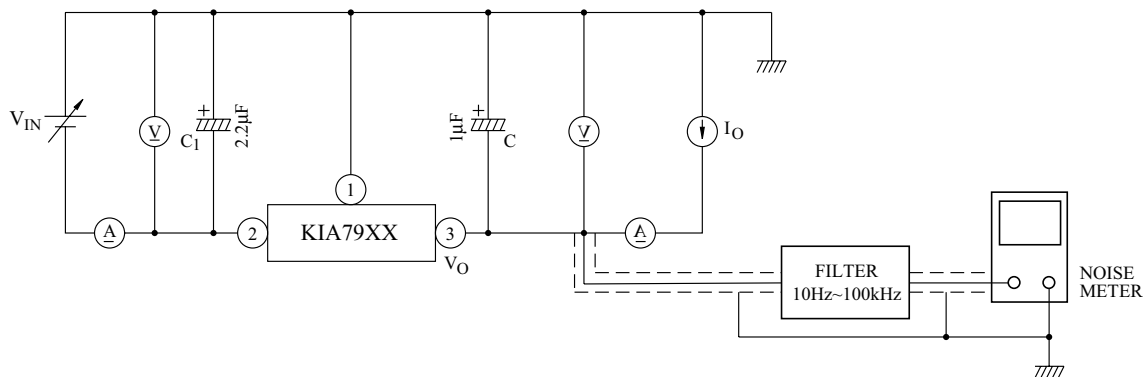 V_IN
V
C₁
+
2.2μF
1μF
+
C
V
I_O
A
2
1
KIA79XX
3
V_O
A
FILTER
10Hz~100kHz
NOISE
METER